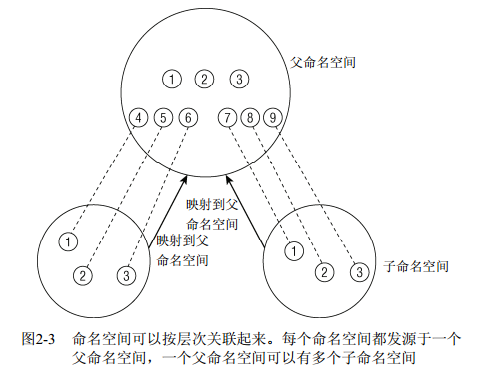 父命名空间
1 2 3
4 5 6 7 8 9
映射到父
命名空间
映射到父
命名空间
1
2 3
1
2 3
子命名空间
图2-3 命名空间可以按层次关联起来。每个命名空间都发源于一个
父命名空间，一个父命名空间可以有多个子命名空间